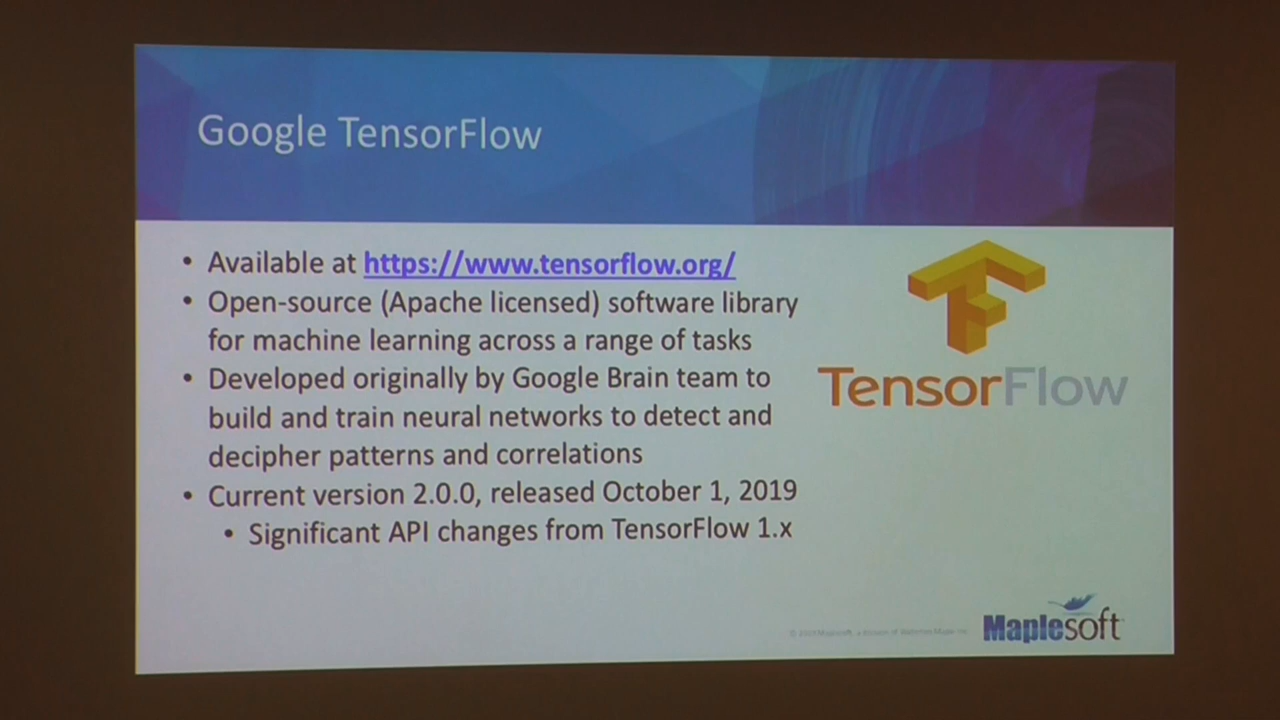 Google TensorFlow
• Available at https://www.tensorflow.org/
• Open-source (Apache licensed) software library
for machine learning across a range of tasks
• Developed originally by Google Brain team to
build and train neural networks to detect and
decipher patterns and correlations
• Current version 2.0.0, released October 1, 2019
• Significant API changes from TensorFlow 1.x
TensorFlow
Maplesoft